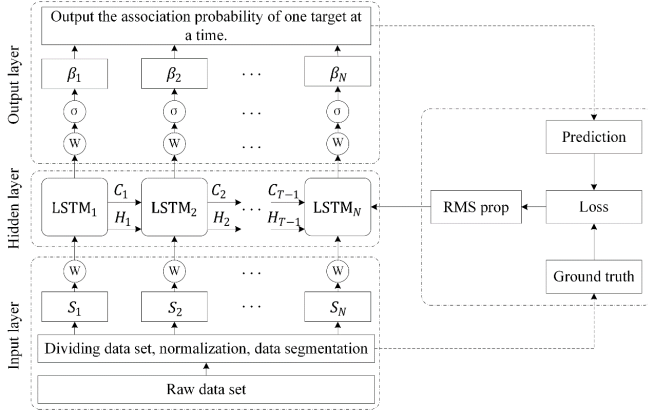 Output layer
Output the association probability of one target at
a time.
β1 β2 ... βN
σ σ ... σ
W W ... W
Hidden layer
LSTM1 C1 H1 LSTM2 C2 H2 ... CT−1 HT−1 LSTMN
Input layer
W W ... W
S1 S2 ... SN
Dividing data set, normalization, data segmentation
Raw data set
Prediction
RMS prop
Loss
Ground truth